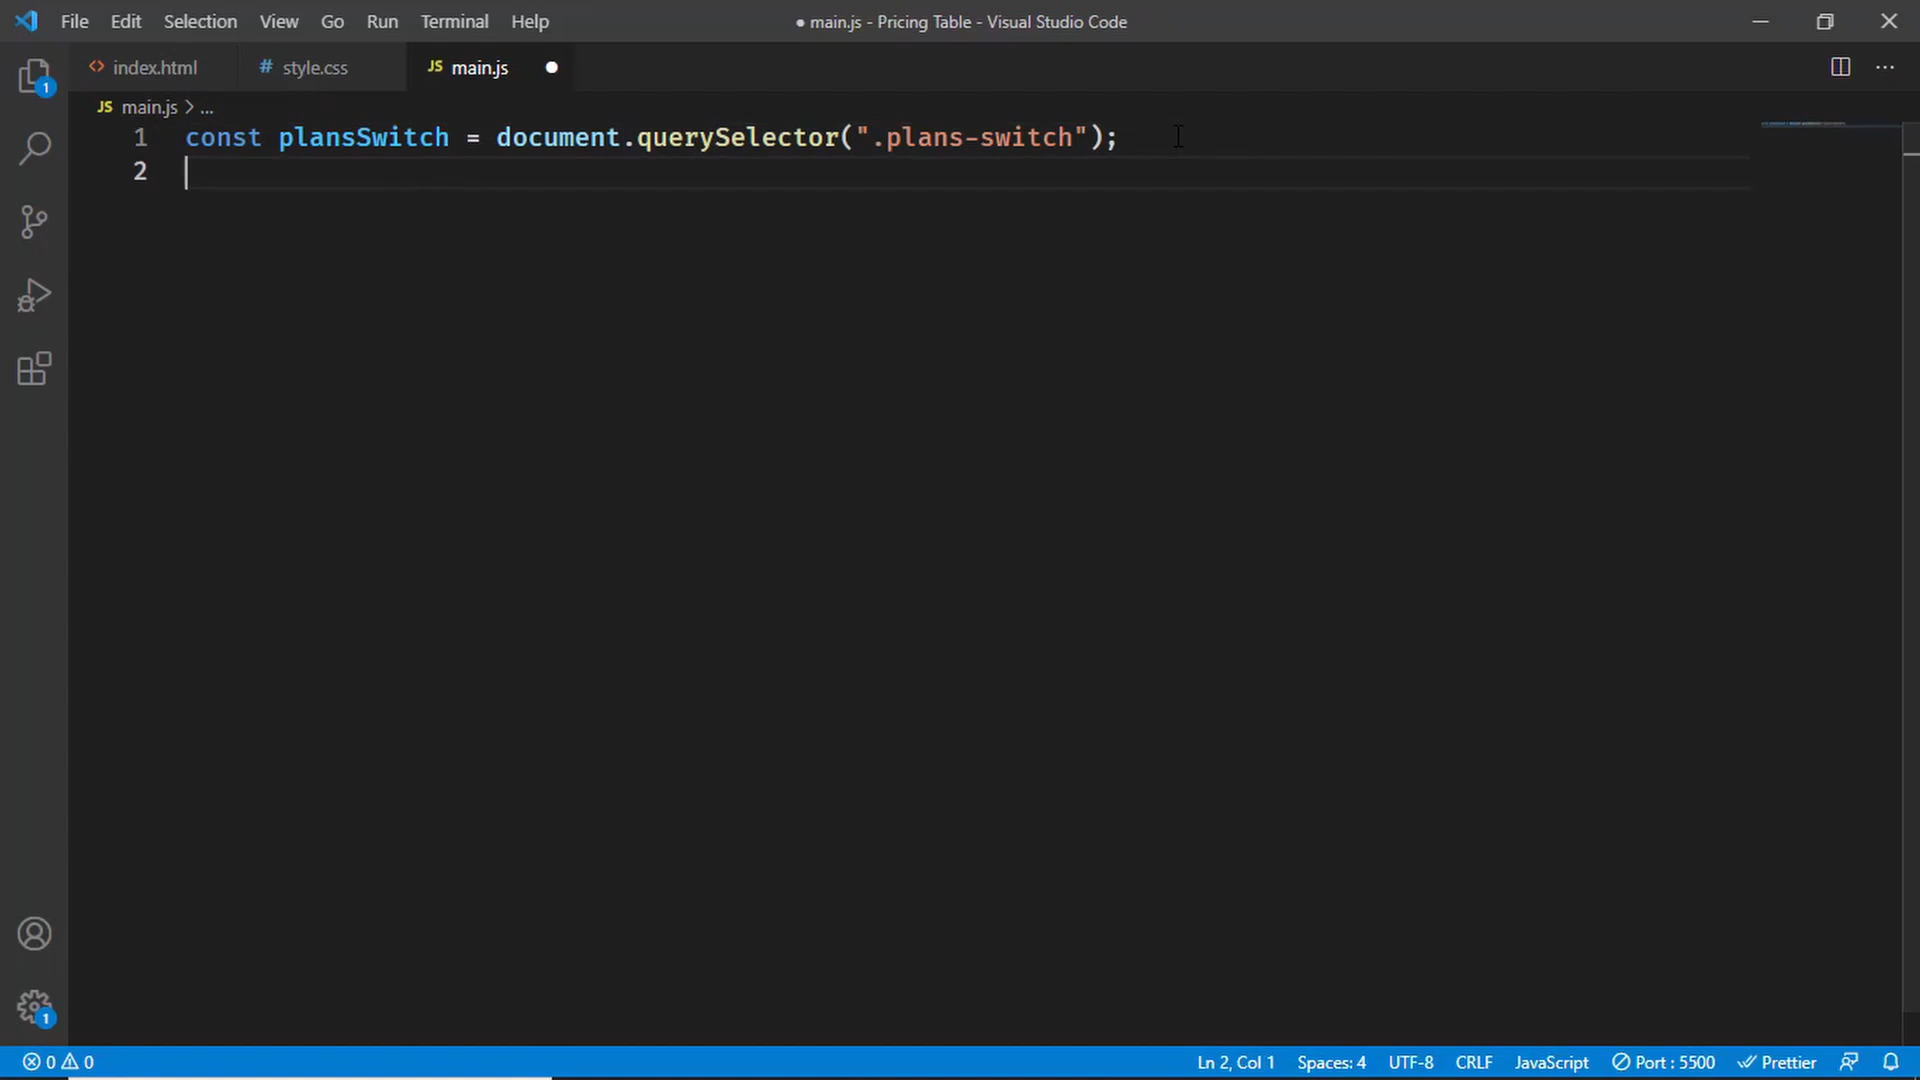 File Edit Selection View Go Run Terminal Help ● main.js - Pricing Table - Visual Studio Code
<> index.html # style.css JS main.js ●
JS main.js > ...
1 const plansSwitch = document.querySelector(".plans-switch");
2
1
1
0 0 Ln 2, Col 1 Spaces: 4 UTF-8 CRLF JavaScript Port : 5500 Prettier